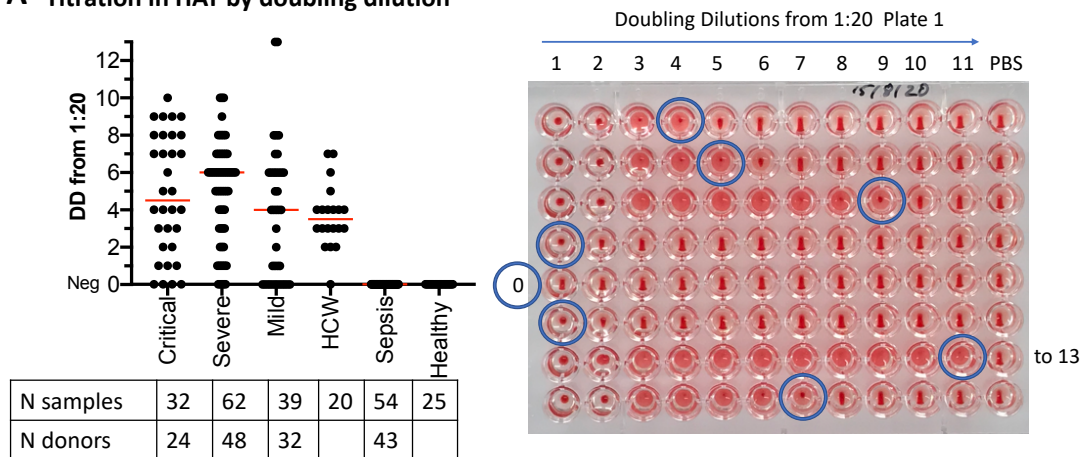 A Titration in HAT by doubling dilution
DD from 1:20
12
10
8
6
4
2
Neg 0
Critical
Severe
Mild
HCW
Sepsis
Healthy
N samples 32 62 39 20 54 25
N donors 24 48 32 43
Doubling Dilutions from 1:20 Plate 1
1 2 3 4 5 6 7 8 9 10 11 PBS
15/8/20
0
to 13